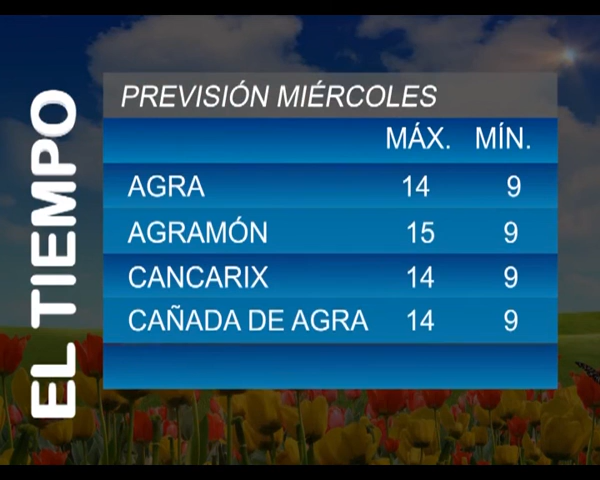 EL TIEMPO
PREVISIÓN MIÉRCOLES
MÁX. MÍN.
AGRA 14 9
AGRAMÓN 15 9
CANCARIX 14 9
CAÑADA DE AGRA 14 9